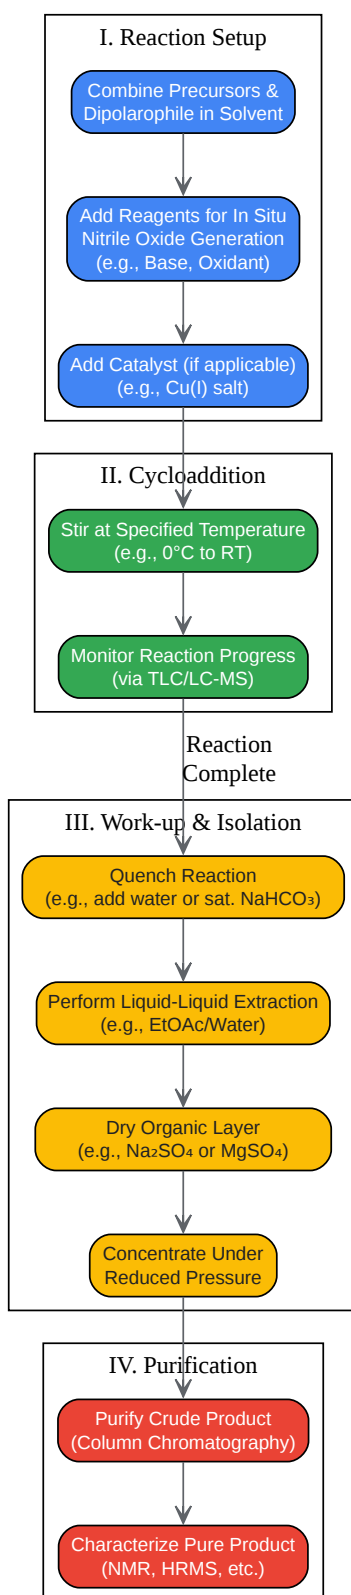 I. Reaction Setup
Combine Precursors &
Dipolarophile in Solvent
Add Reagents for In Situ
Nitrile Oxide Generation
(e.g., Base, Oxidant)
Add Catalyst (if applicable)
(e.g., Cu(I) salt)
II. Cycloaddition
Stir at Specified Temperature
(e.g., 0°C to RT)
Monitor Reaction Progress
(via TLC/LC-MS)
Reaction
Complete
III. Work-up & Isolation
Quench Reaction
(e.g., add water or sat. NaHCO₃)
Perform Liquid-Liquid Extraction
(e.g., EtOAc/Water)
Dry Organic Layer
(e.g., Na₂SO₄ or MgSO₄)
Concentrate Under
Reduced Pressure
IV. Purification
Purify Crude Product
(Column Chromatography)
Characterize Pure Product
(NMR, HRMS, etc.)